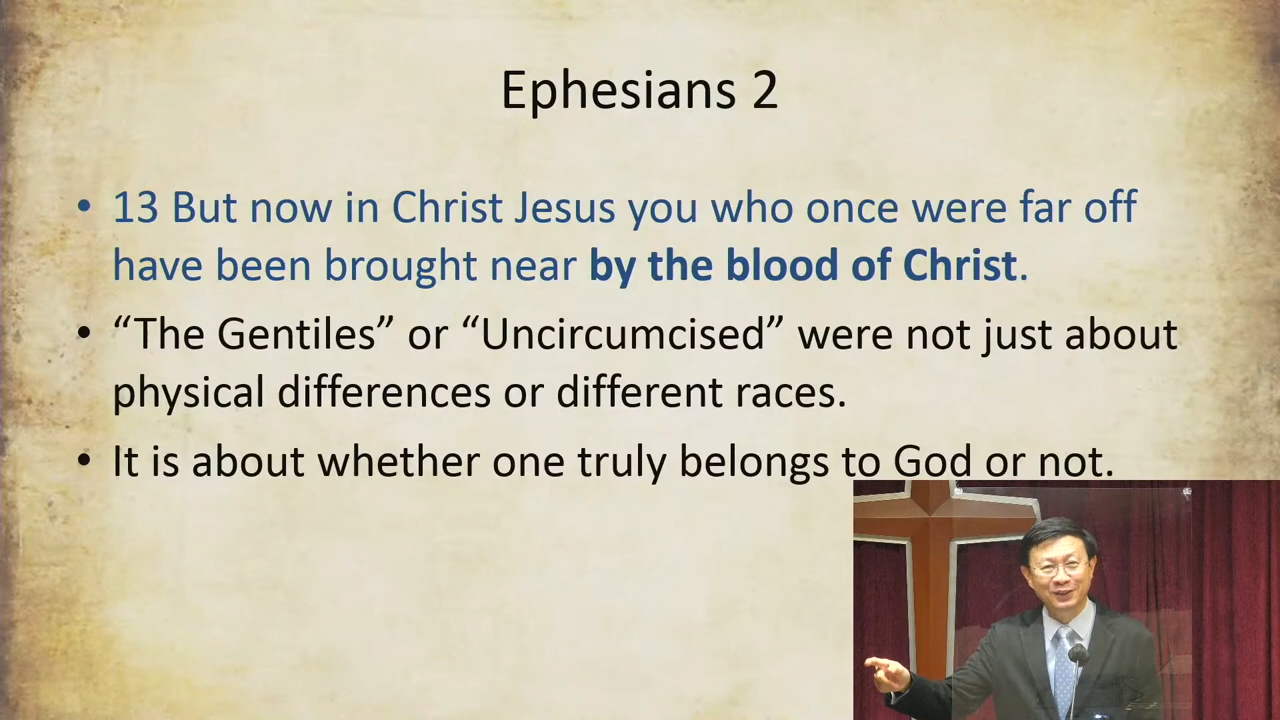 Ephesians 2
• 13 But now in Christ Jesus you who once were far off
have been brought near by the blood of Christ.
• “The Gentiles” or “Uncircumcised” were not just about
physical differences or different races.
• It is about whether one truly belongs to God or not.